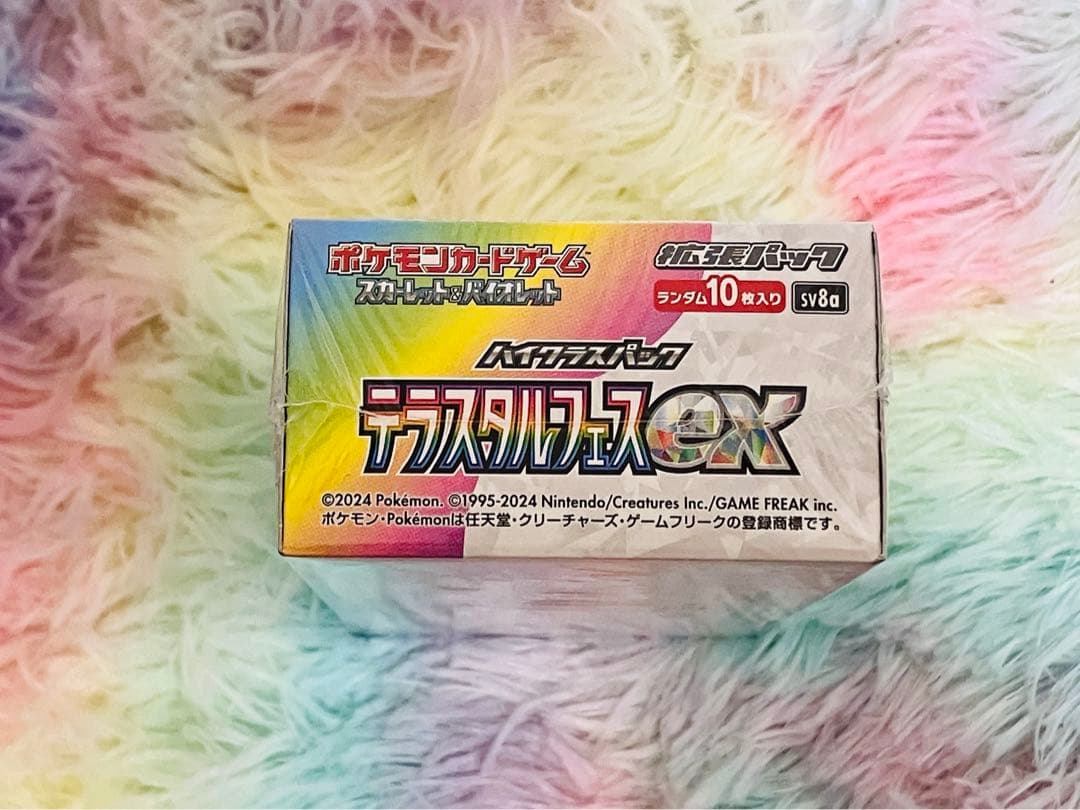 ポケモンカードゲーム
スカーレット&バイオレット
拡張パック
ランダム10枚入り sv8a
ハイクラスパック
テラスタルフェスex
©2024 Pokémon. ©1995-2024 Nintendo/Creatures Inc./GAME FREAK inc.
ポケモン・Pokémonは任天堂・クリーチャーズ・ゲームフリークの登録商標です。